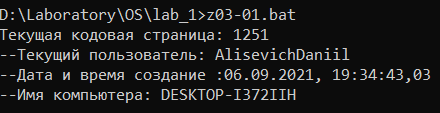 D:\Laboratory\OS\lab_1>z03-01.bat
Текущая кодовая страница: 1251
--Текущий пользователь: AlisevichDaniil
--Дата и время создание :06.09.2021, 19:34:43,03
--Имя компьютера: DESKTOP-I372IIH